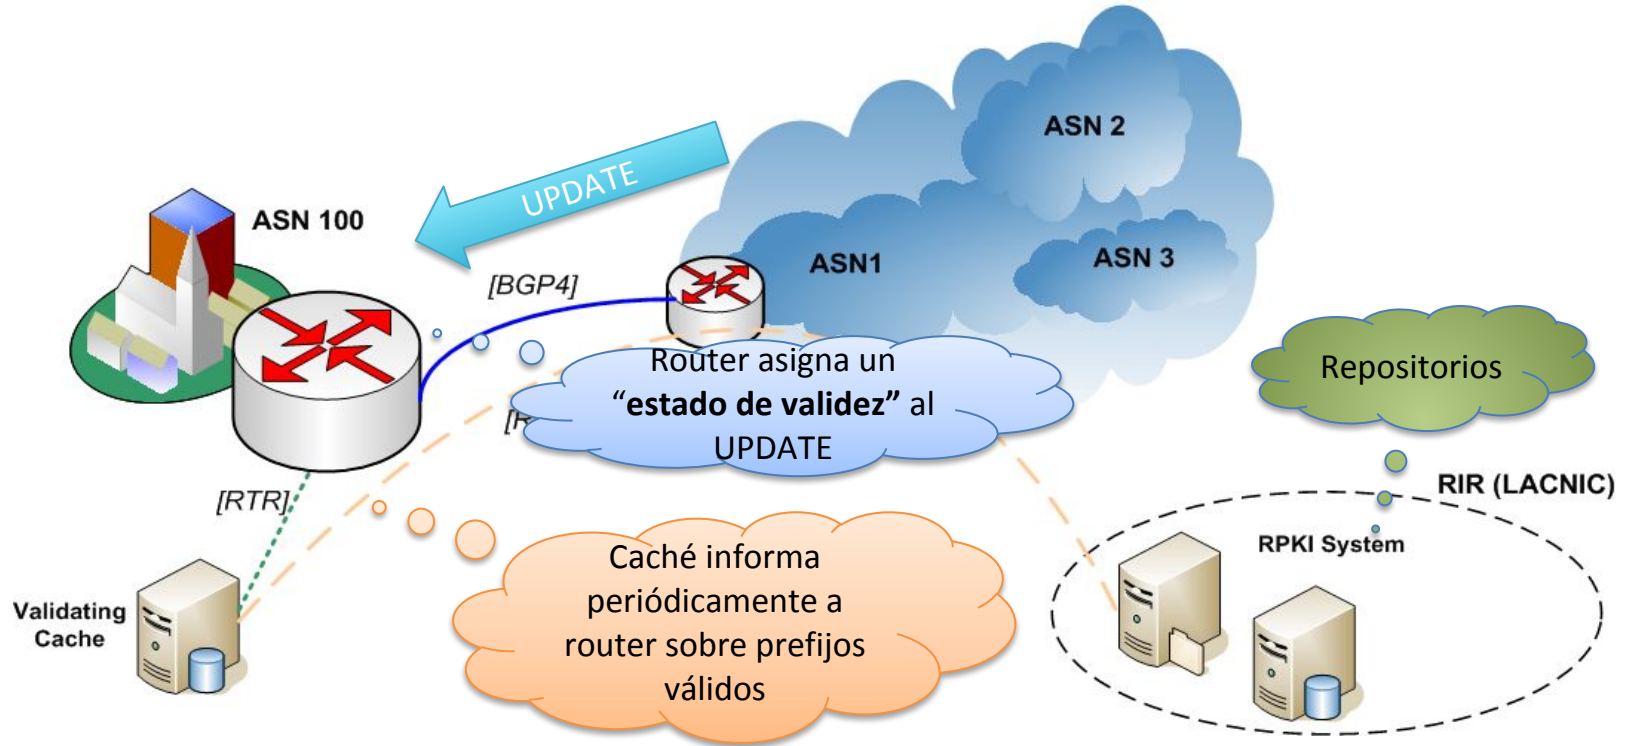 ASN 2
UPDATE
ASN 100
ASN1
ASN 3
[BGP4]
Router asigna un
“estado de validez” al
UPDATE
Repositorios
[RTR]
RIR (LACNIC)
RPKI System
Caché informa
periódicamente a
router sobre prefijos
válidos
Validating
Cache